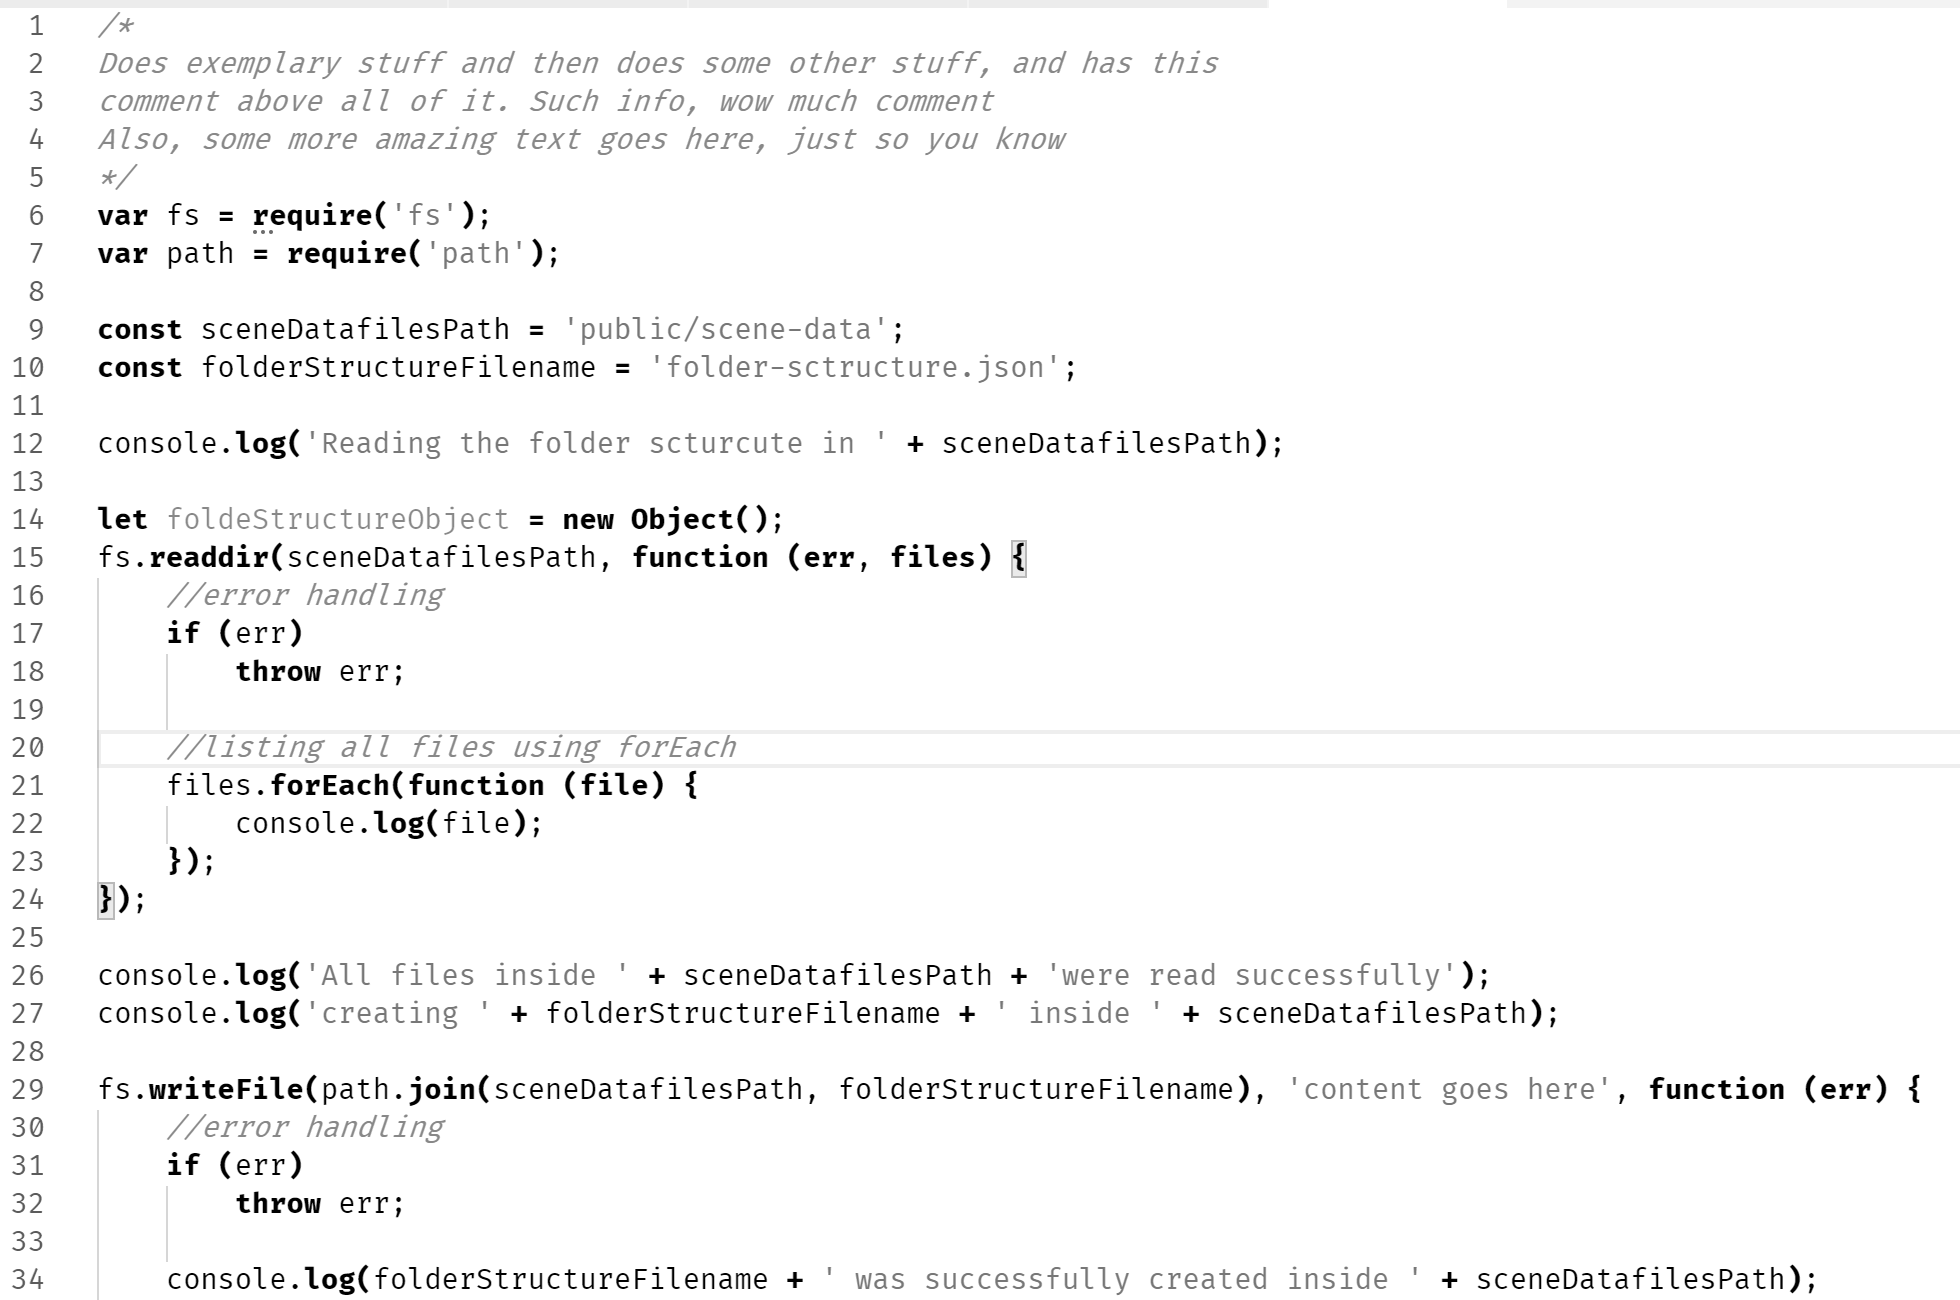 1 /*
2 Does exemplary stuff and then does some other stuff, and has this
3 comment above all of it. Such info, wow much comment
4 Also, some more amazing text goes here, just so you know
5 */
6 var fs = require('fs');
7 var path = require('path');
8
9 const sceneDatafilesPath = 'public/scene-data';
10 const folderStructureFilename = 'folder-sctructure.json';
11
12 console.log('Reading the folder scturcute in ' + sceneDatafilesPath);
13
14 let foldeStructureObject = new Object();
15 fs.readdir(sceneDatafilesPath, function (err, files) {
16     //error handling
17     if (err)
18         throw err;
19
20     //listing all files using forEach
21     files.forEach(function (file) {
22         console.log(file);
23     });
24 });
25
26 console.log('All files inside ' + sceneDatafilesPath + 'were read successfully');
27 console.log('creating ' + folderStructureFilename + ' inside ' + sceneDatafilesPath);
28
29 fs.writeFile(path.join(sceneDatafilesPath, folderStructureFilename), 'content goes here', function (err) {
30     //error handling
31     if (err)
32         throw err;
33
34     console.log(folderStructureFilename + ' was successfully created inside ' + sceneDatafilesPath);